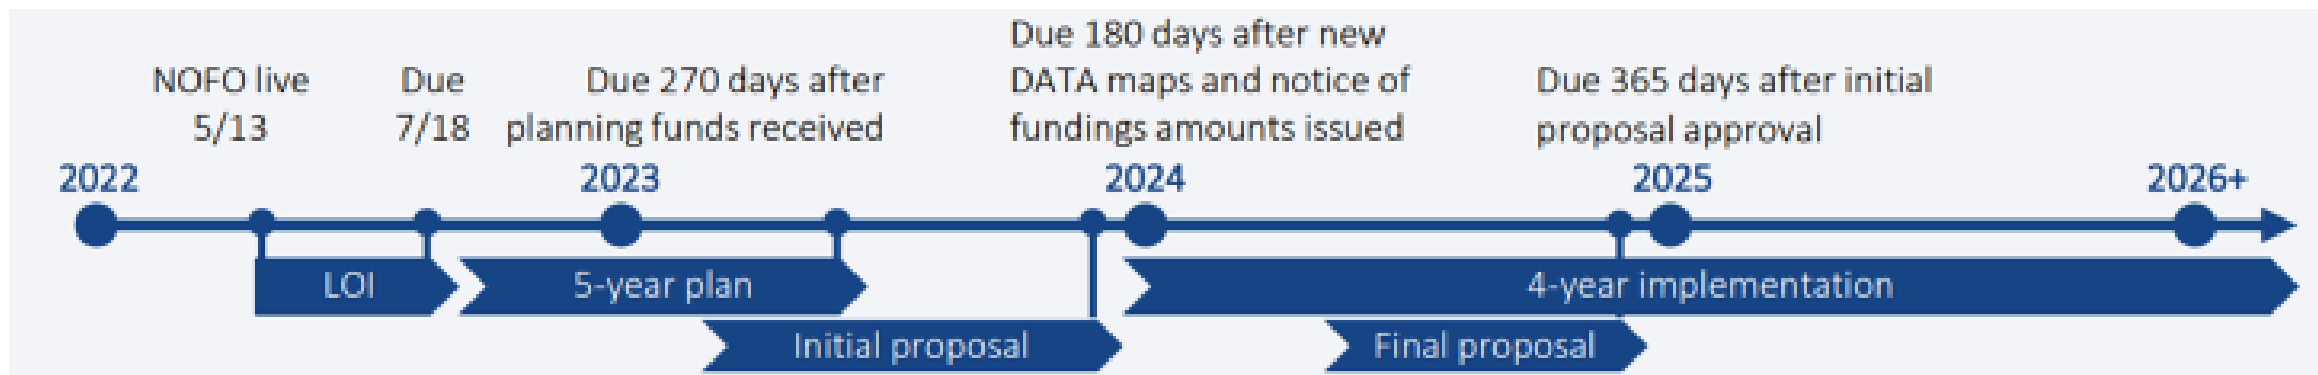 Due 180 days after new
NOFO live
Due
Due 270 days after
DATA maps and notice of
Due 365 days after initial
5/13
7/18
planning funds received
fundings amounts issued
proposal approval
2022
2023
2024
2025
2026+
LOI
5-year plan
4-year implementation
Initial proposal
Final proposal